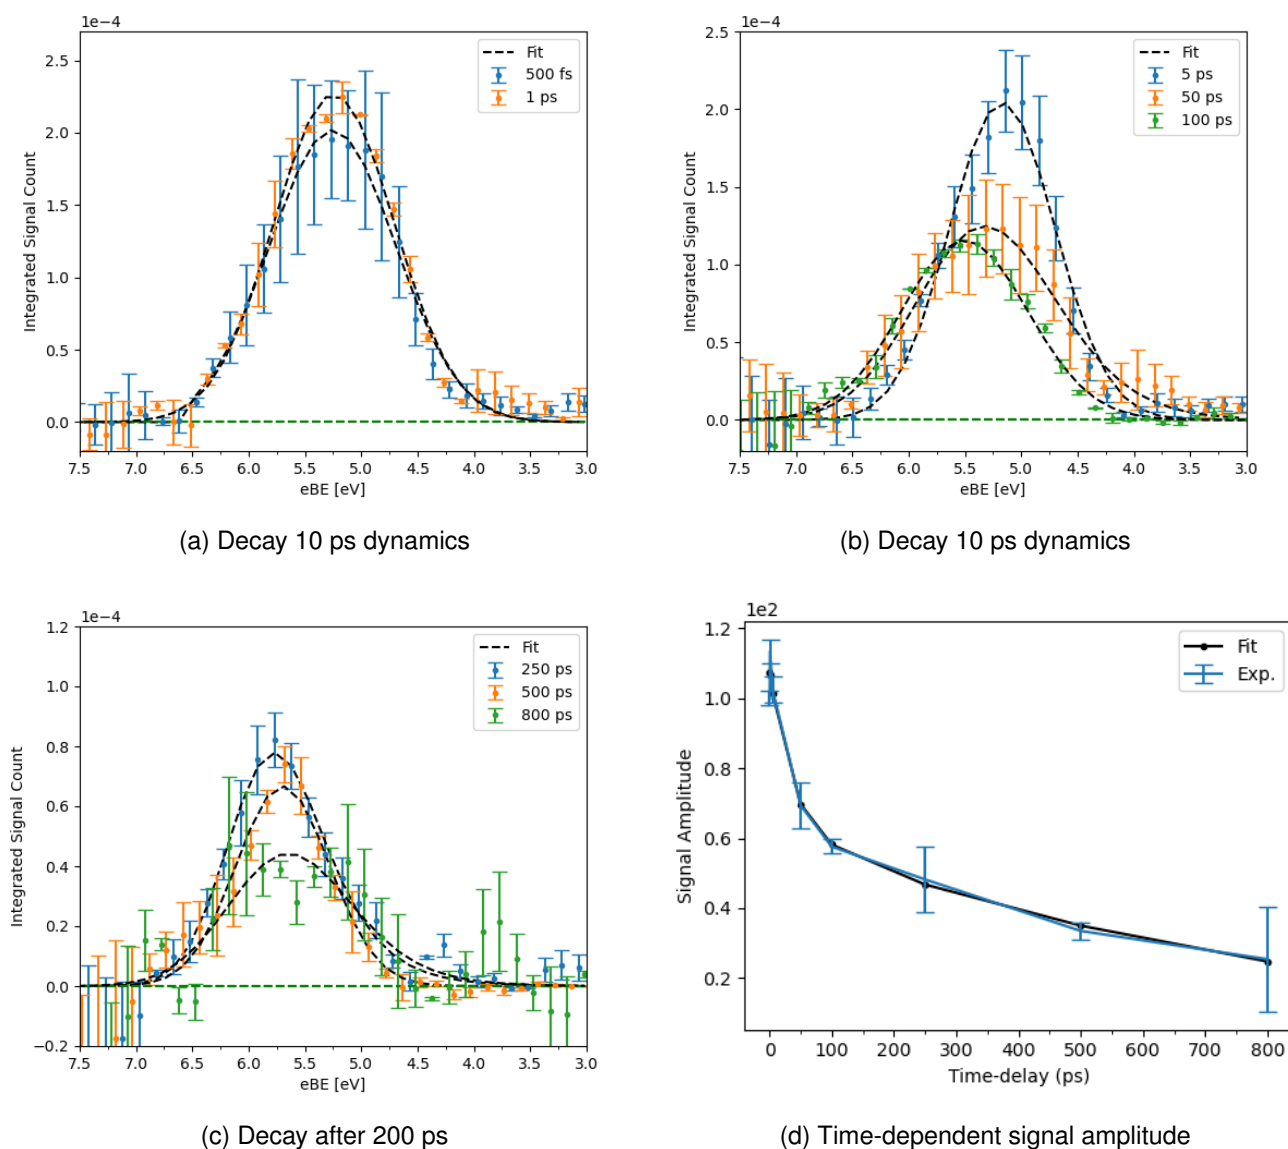 1e−4
Integrated Signal Count
2.5
2.0
1.5
1.0
0.5
0.0
7.5 7.0 6.5 6.0 5.5 5.0 4.5 4.0 3.5 3.0
eBE [eV]
Fit
500 fs
1 ps
(a) Decay 10 ps dynamics
1e−4
Integrated Signal Count
2.5
2.0
1.5
1.0
0.5
0.0
7.5 7.0 6.5 6.0 5.5 5.0 4.5 4.0 3.5 3.0
eBE [eV]
Fit
5 ps
50 ps
100 ps
(b) Decay 10 ps dynamics
1e−4
Integrated Signal Count
1.2
1.0
0.8
0.6
0.4
0.2
0.0
−0.2
7.5 7.0 6.5 6.0 5.5 5.0 4.5 4.0 3.5 3.0
eBE [eV]
Fit
250 ps
500 ps
800 ps
(c) Decay after 200 ps
1e2
Signal Amplitude
1.2
1.0
0.8
0.6
0.4
0.2
0 100 200 300 400 500 600 700 800
Time-delay (ps)
Fit
Exp.
(d) Time-dependent signal amplitude